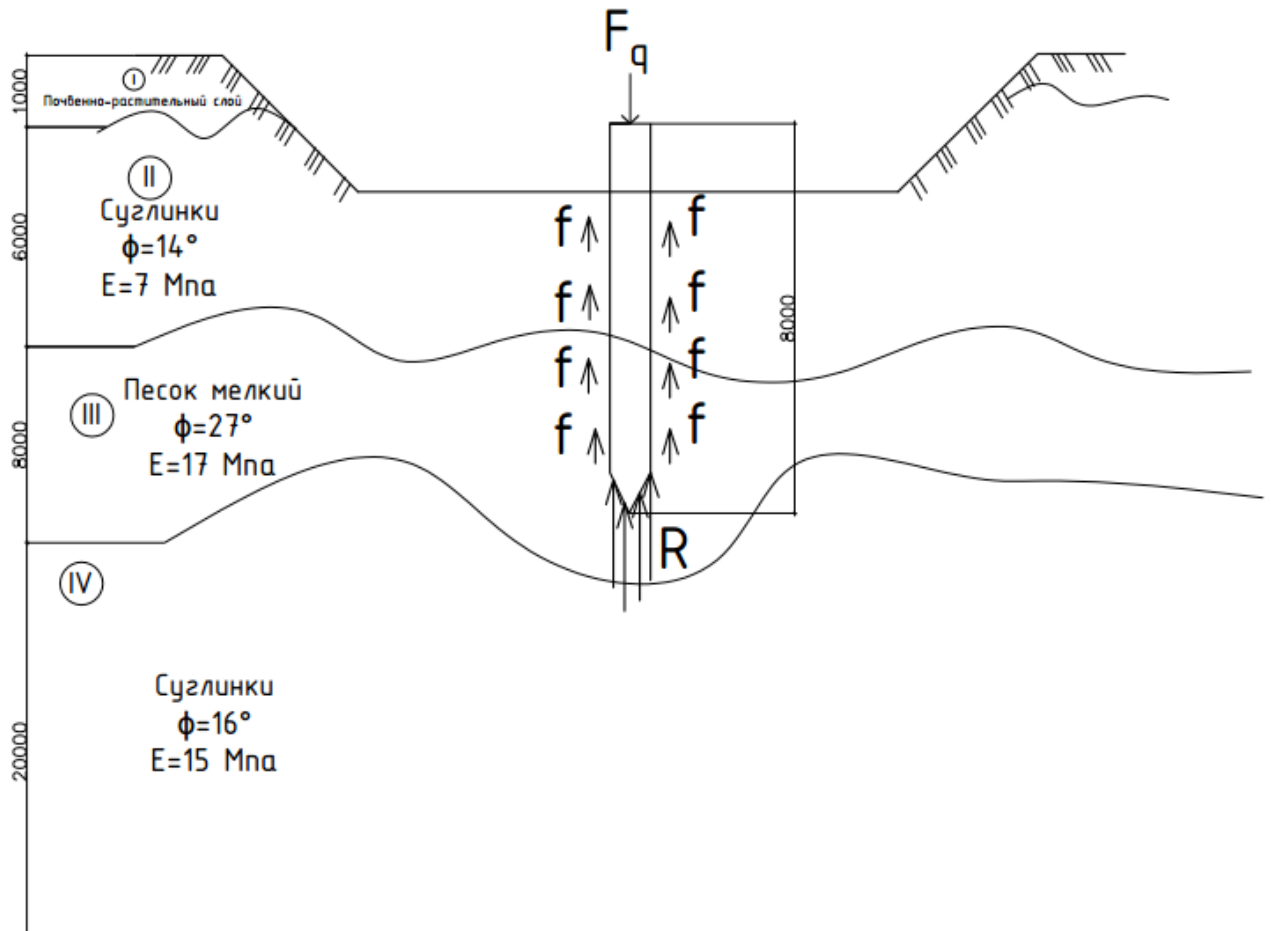 F
q
1000
I
Почвенно-растительный слой
II
Суглинки
ϕ=14°
E=7 Мпа
6000
f
f
f
f
f
f
f
f
8000
III
Песок мелкий
ϕ=27°
E=17 Мпа
8000
R
IV
Суглинки
ϕ=16°
E=15 Мпа
20000